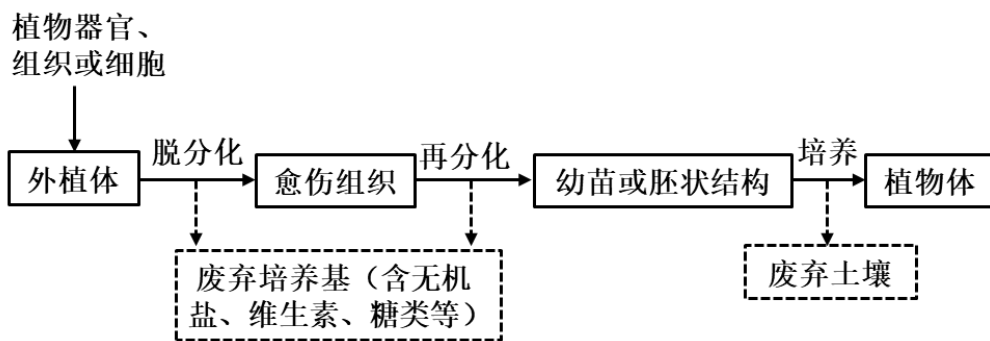 植物器官、
组织或细胞
外植体
脱分化
愈伤组织
再分化
幼苗或胚状结构
培养
植物体
废弃培养基（含无机
盐、维生素、糖类等）
废弃土壤